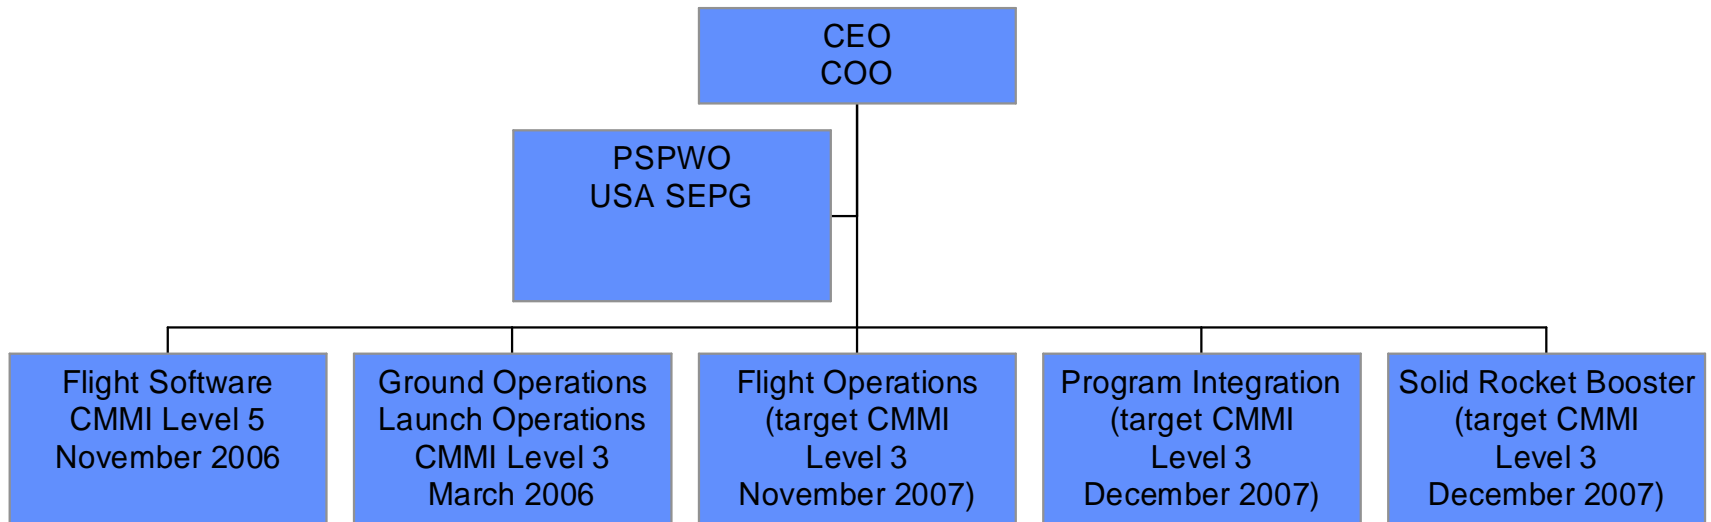 CEO
COO
PSPWO
USA SEPG
Flight Software
CMMI Level 5
November 2006
Ground Operations
Launch Operations
CMMI Level 3
March 2006
Flight Operations
(target CMMI
Level 3
November 2007)
Program Integration
(target CMMI
Level 3
December 2007)
Solid Rocket Booster
(target CMMI
Level 3
December 2007)